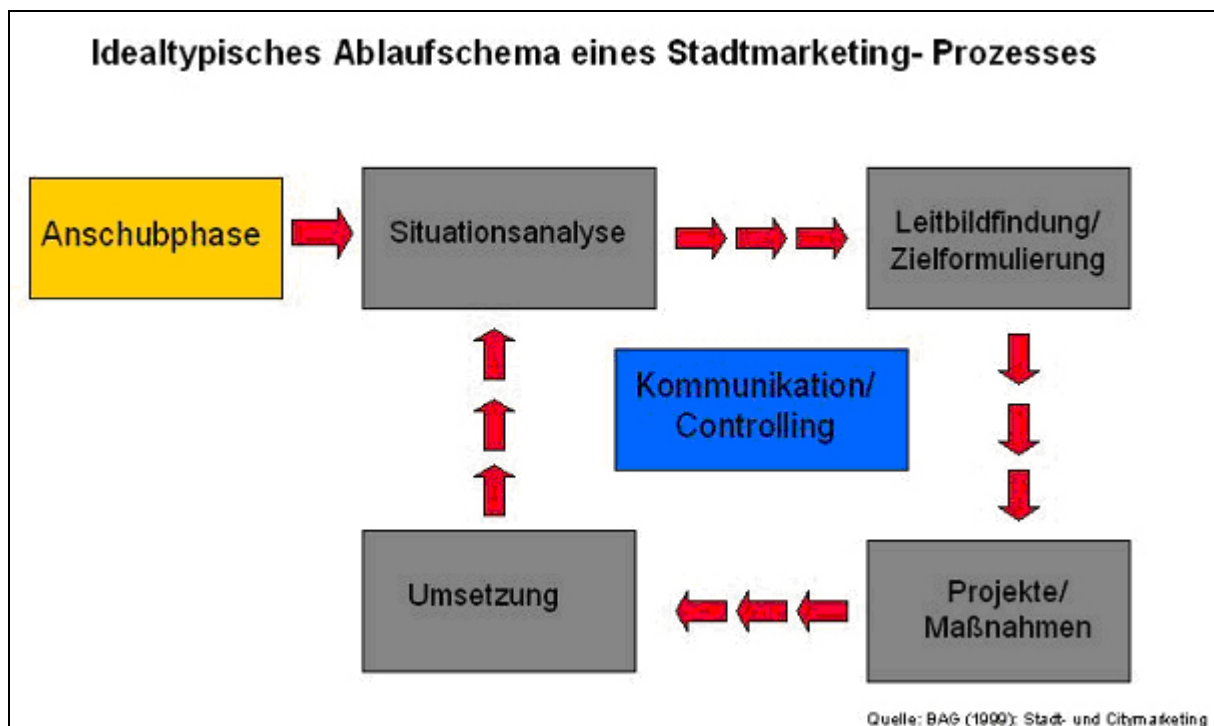 Idealtypisches Ablaufschema eines Stadtmarketing- Prozesses
Anschubphase
Situationsanalyse
Leitbildfindung/
Zielformulierung
Kommunikation/
Controlling
Umsetzung
Projekte/
Maßnahmen
Quelle: BAG (1999): Stadt- und Citymarketing